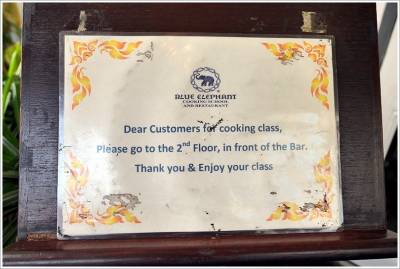 BLUE ELEPHANT
COOKING SCHOOL
AND RESTAURANT
Dear Customers for cooking class,
Please go to the 2nd Floor, in front of the Bar.
Thank you & Enjoy your class